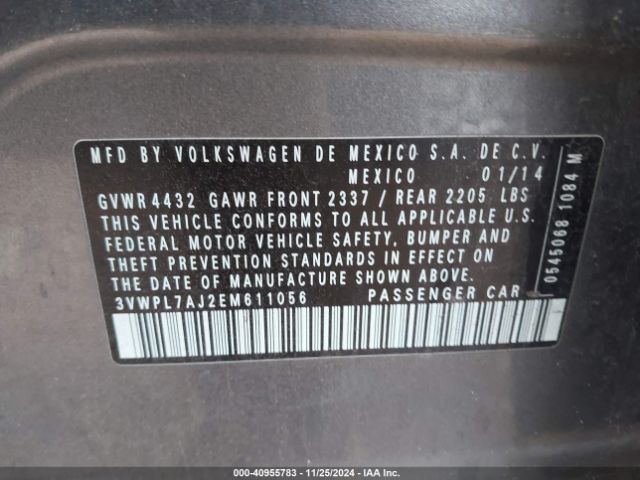 MFD BY VOLKSWAGEN DE MEXICO S.A. DE C.V.
MEXICO 01/14
GVWR 4432 GAWR FRONT 2337 / REAR 2205 LBS
THIS VEHICLE CONFORMS TO ALL APPLICABLE U.S.
FEDERAL MOTOR VEHICLE SAFETY, BUMPER AND
THEFT PREVENTION STANDARDS IN EFFECT ON
THE DATE OF MANUFACTURE SHOWN ABOVE.
3VWPL7AJ2EM611056 PASSENGER CAR
0545068 1084 M
000-40955783 - 11/25/2024 - IAAI.com